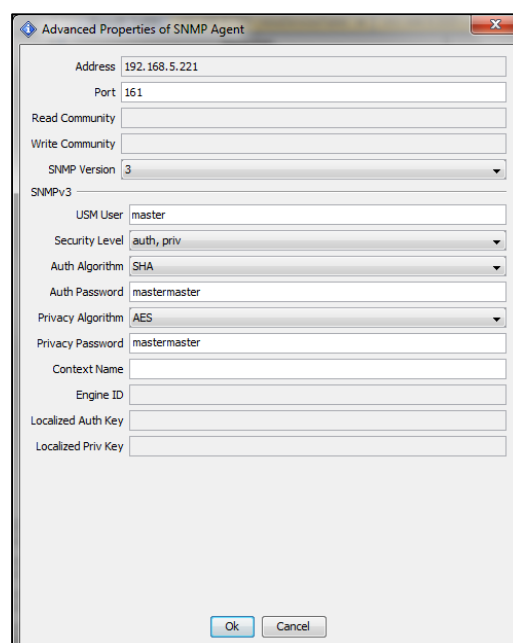 Advanced Properties of SNMP Agent
Address 192.168.5.221
Port 161
Read Community
Write Community
SNMP Version 3
SNMPv3
USM User master
Security Level auth, priv
Auth Algorithm SHA
Auth Password mastermaster
Privacy Algorithm AES
Privacy Password mastermaster
Context Name
Engine ID
Localized Auth Key
Localized Priv Key
Ok Cancel